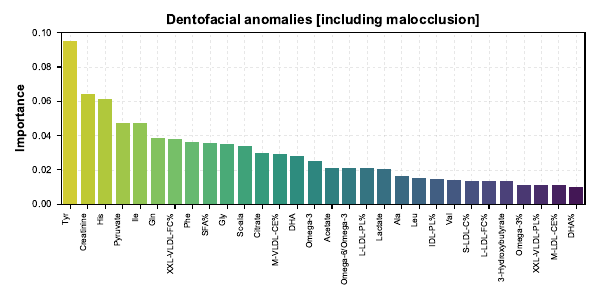 Dentofacial anomalies [including malocclusion]
Importance
0.10
0.08
0.06
0.04
0.02
0.00
Tyr
Creatinine
His
Pyruvate
Ile
Gln
XXL-VLDL-FC%
Phe
SFA%
Gly
Citrate
M-VLDL-CE%
DHA
Omega-3
Acetate
Omega-6/Omega-3
L-LDL-PL%
Lactate
Ala
Leu
IDL-PL%
Val
S-LDL-C%
L-LDL-FC%
3-Hydroxybutyrate
Omega-3%
XXL-VLDL-PL%
M-LDL-CE%
DHA%